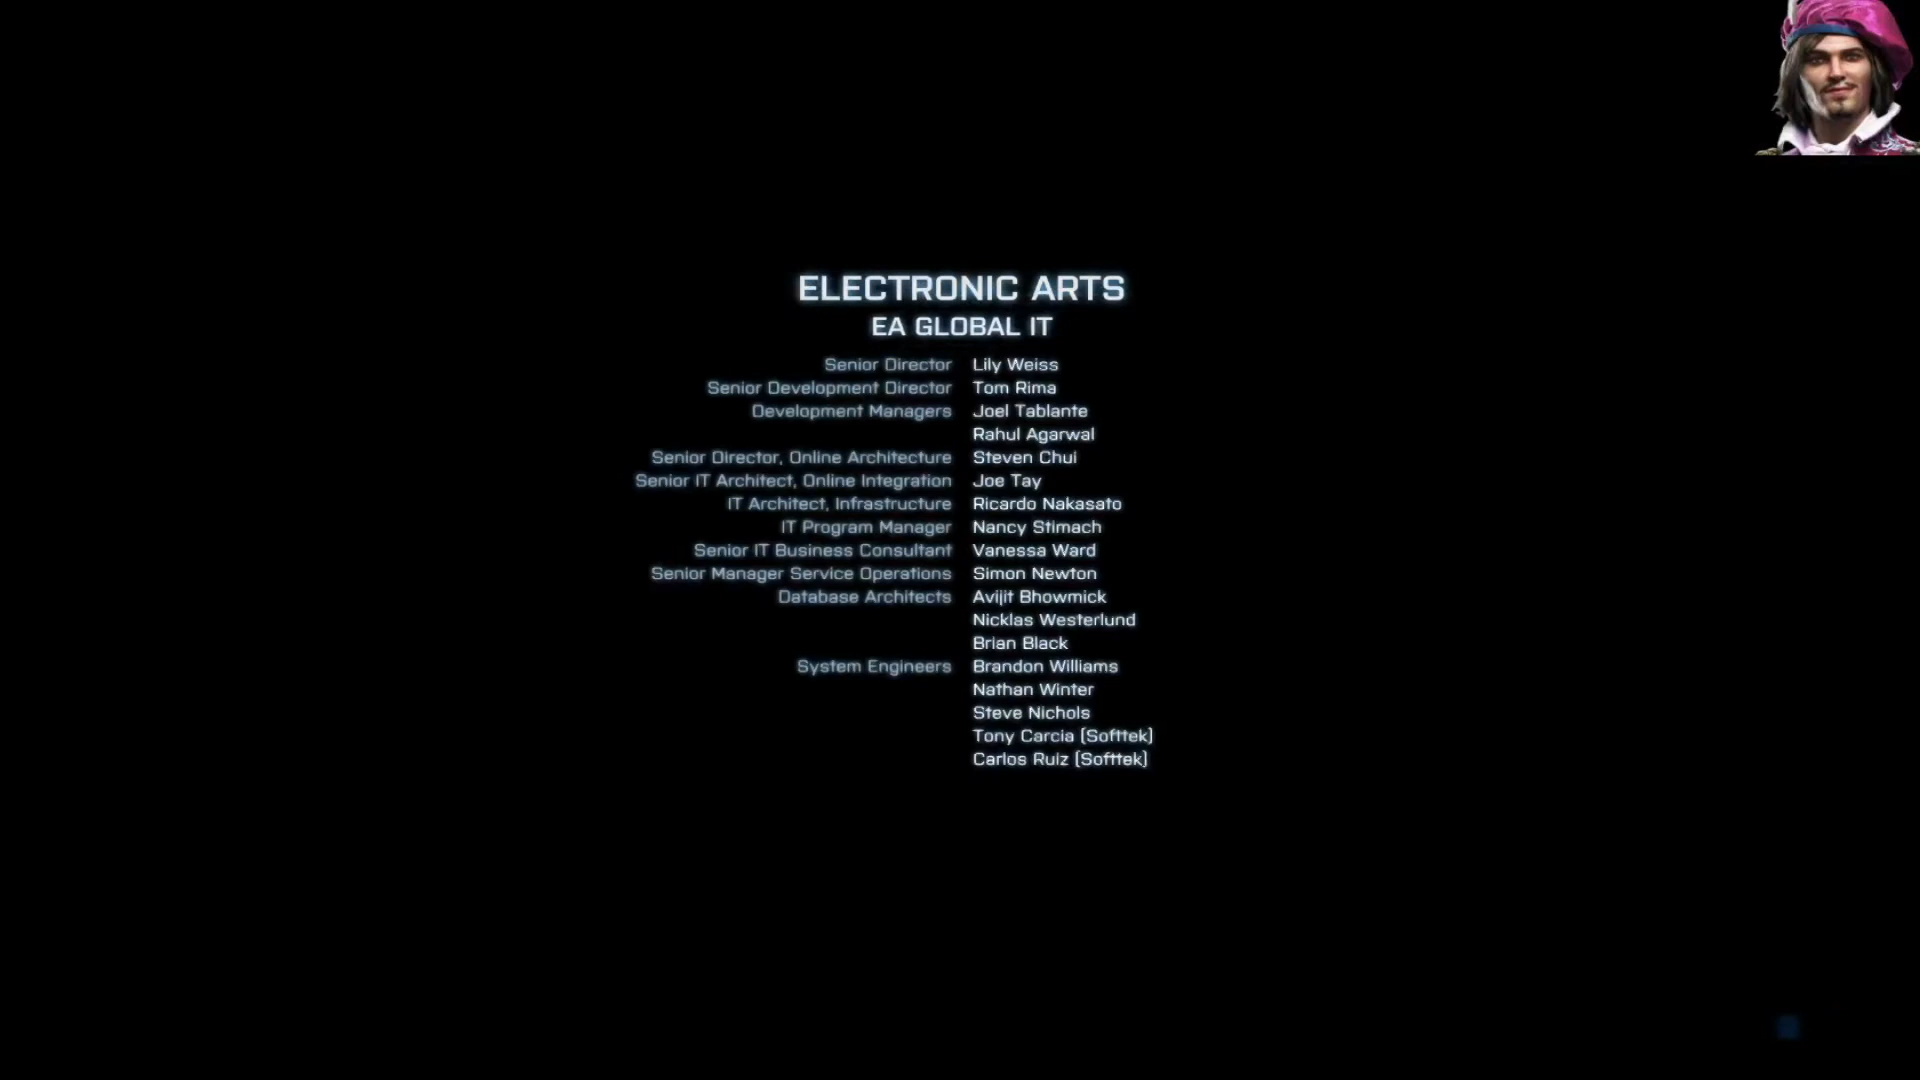 ELECTRONIC ARTS
EA GLOBAL IT
Senior Director Lily Weiss
Senior Development Director Tom Rima
Development Managers Joel Tablante
Rahul Agarwal
Senior Director, Online Architecture Steven Chui
Senior IT Architect, Online Integration Joe Tay
IT Architect, Infrastructure Ricardo Nakasato
IT Program Manager Nancy Stimach
Senior IT Business Consultant Vanessa Ward
Senior Manager Service Operations Simon Newton
Database Architects Avijit Bhowmick
Nicklas Westerlund
Brian Black
System Engineers Brandon Williams
Nathan Winter
Steve Nichols
Tony Carcia (Softtek)
Carlos Ruiz (Softtek)